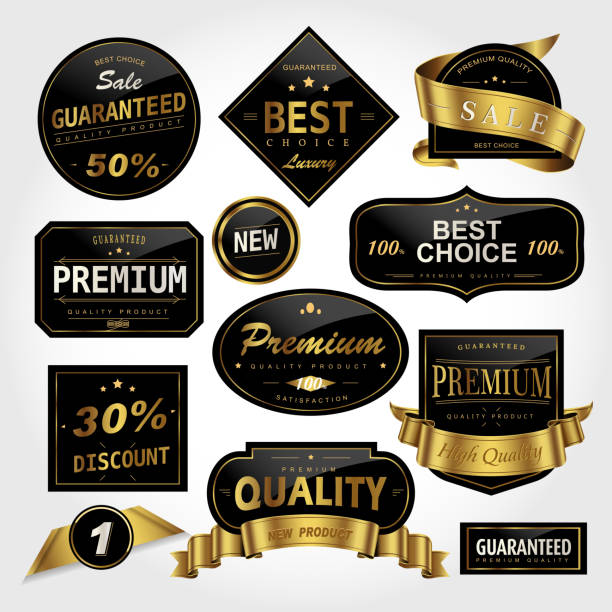 BEST CHOICE
Sale
GUARANTEED
QUALITY PRODUCT
50%
GUARANTEED
BEST
CHOICE
Luxury
PREMIUM QUALITY
SALE
BEST CHOICE
GUARANTEED
PREMIUM
QUALITY PRODUCT
NEW
100%
BEST
CHOICE
100%
PREMIUM QUALITY
Premium
QUALITY PRODUCT
100%
SATISFACTION
GUARANTEED
PREMIUM
QUALITY PRODUCT
High Quality
30%
DISCOUNT
PREMIUM
QUALITY
NEW PRODUCT
1
GUARANTEED
PREMIUM QUALITY